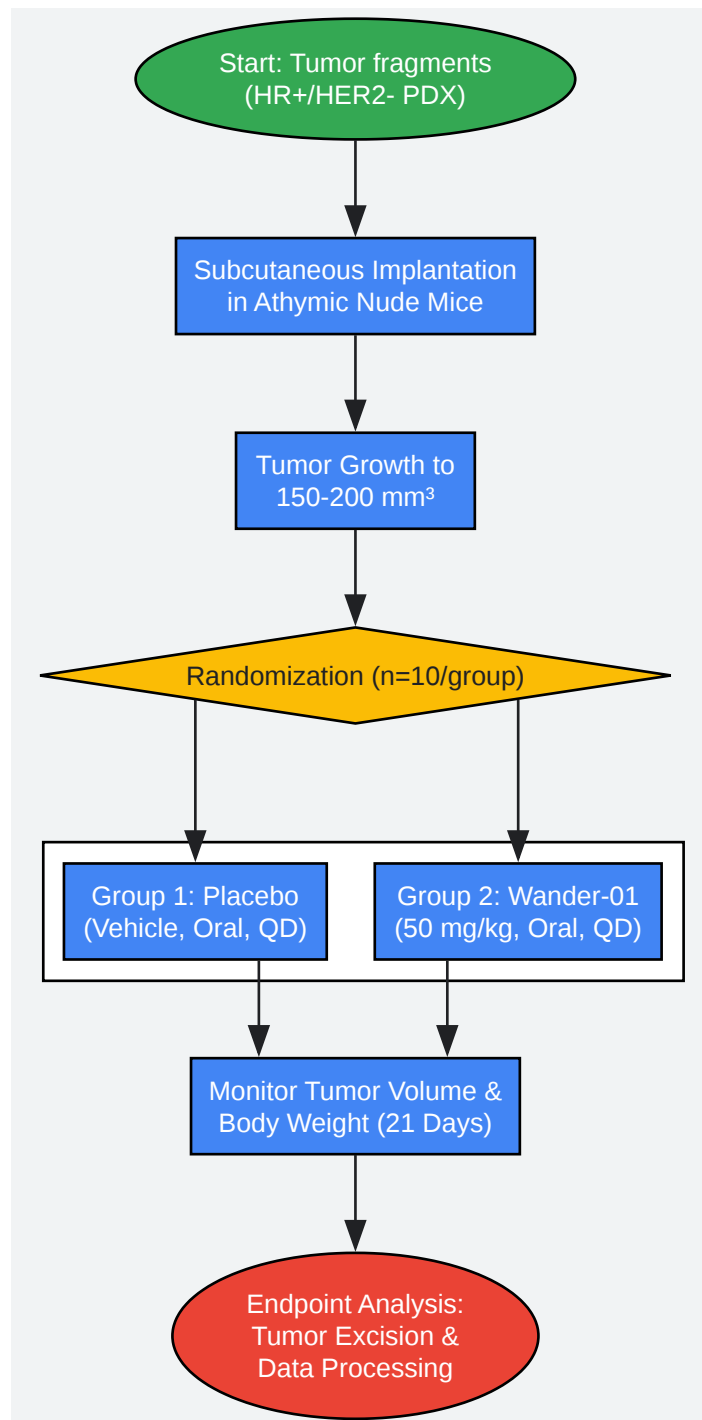 Start: Tumor fragments
(HR+/HER2- PDX)
Subcutaneous Implantation
in Athymic Nude Mice
Tumor Growth to
150-200 mm³
Randomization (n=10/group)
Group 1: Placebo
(Vehicle, Oral, QD)
Group 2: Wander-01
(50 mg/kg, Oral, QD)
Monitor Tumor Volume &
Body Weight (21 Days)
Endpoint Analysis:
Tumor Excision &
Data Processing